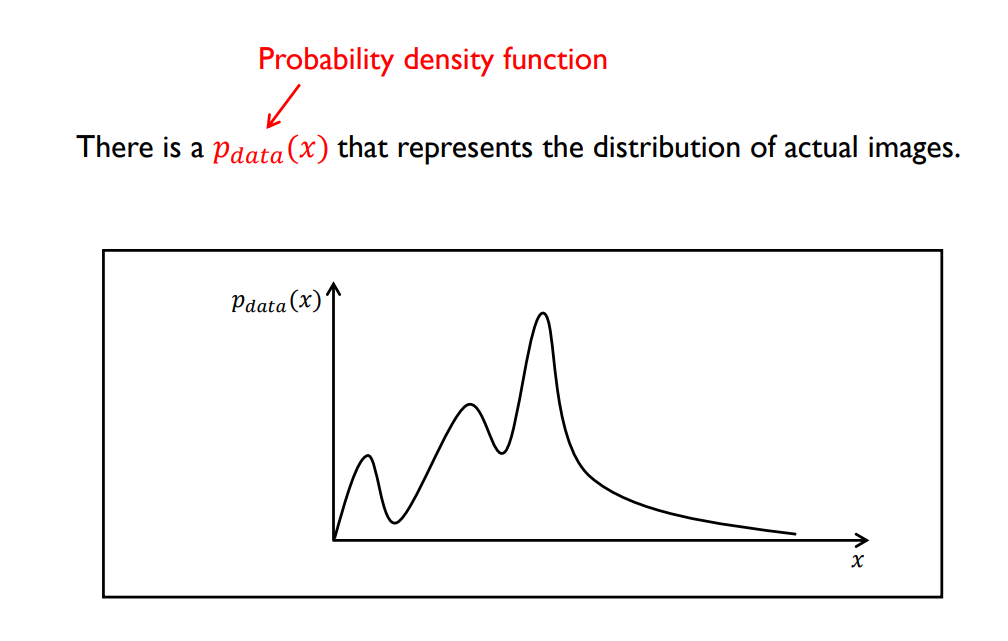 Probability density function
There is a p_data(x) that represents the distribution of actual images.
p_data(x)
x